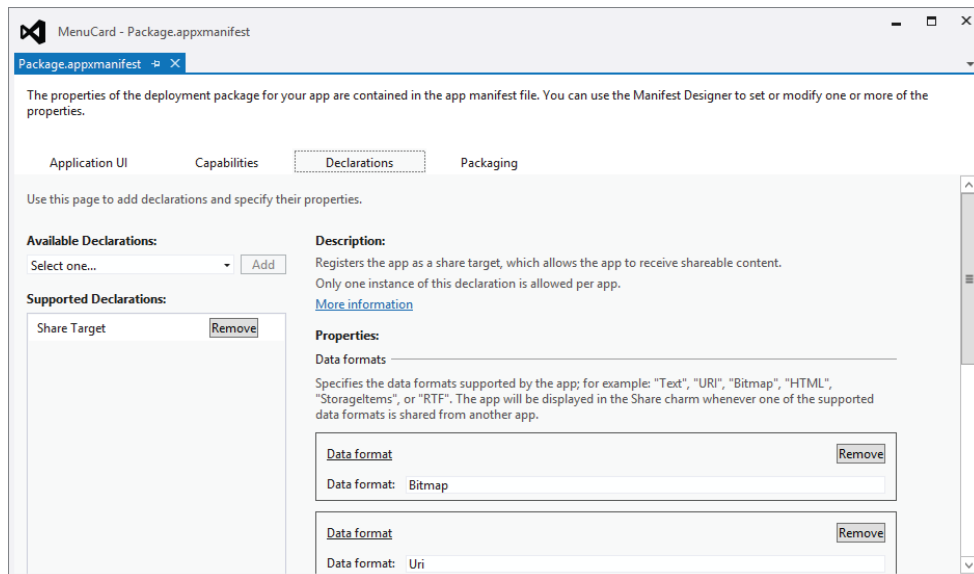 MenuCard - Package.appxmanifest
Package.appxmanifest
The properties of the deployment package for your app are contained in the app manifest file. You can use the Manifest Designer to set or modify one or more of the
properties.
Application UI Capabilities Declarations Packaging
Use this page to add declarations and specify their properties.
Available Declarations:
Select one... Add
Supported Declarations:
Share Target Remove
Description:
Registers the app as a share target, which allows the app to receive shareable content.
Only one instance of this declaration is allowed per app.
More information
Properties:
Data formats
Specifies the data formats supported by the app; for example: "Text", "URI", "Bitmap", "HTML",
"StorageItems", or "RTF". The app will be displayed in the Share charm whenever one of the supported
data formats is shared from another app.
Data format Remove
Data format: Bitmap
Data format Remove
Data format: Uri